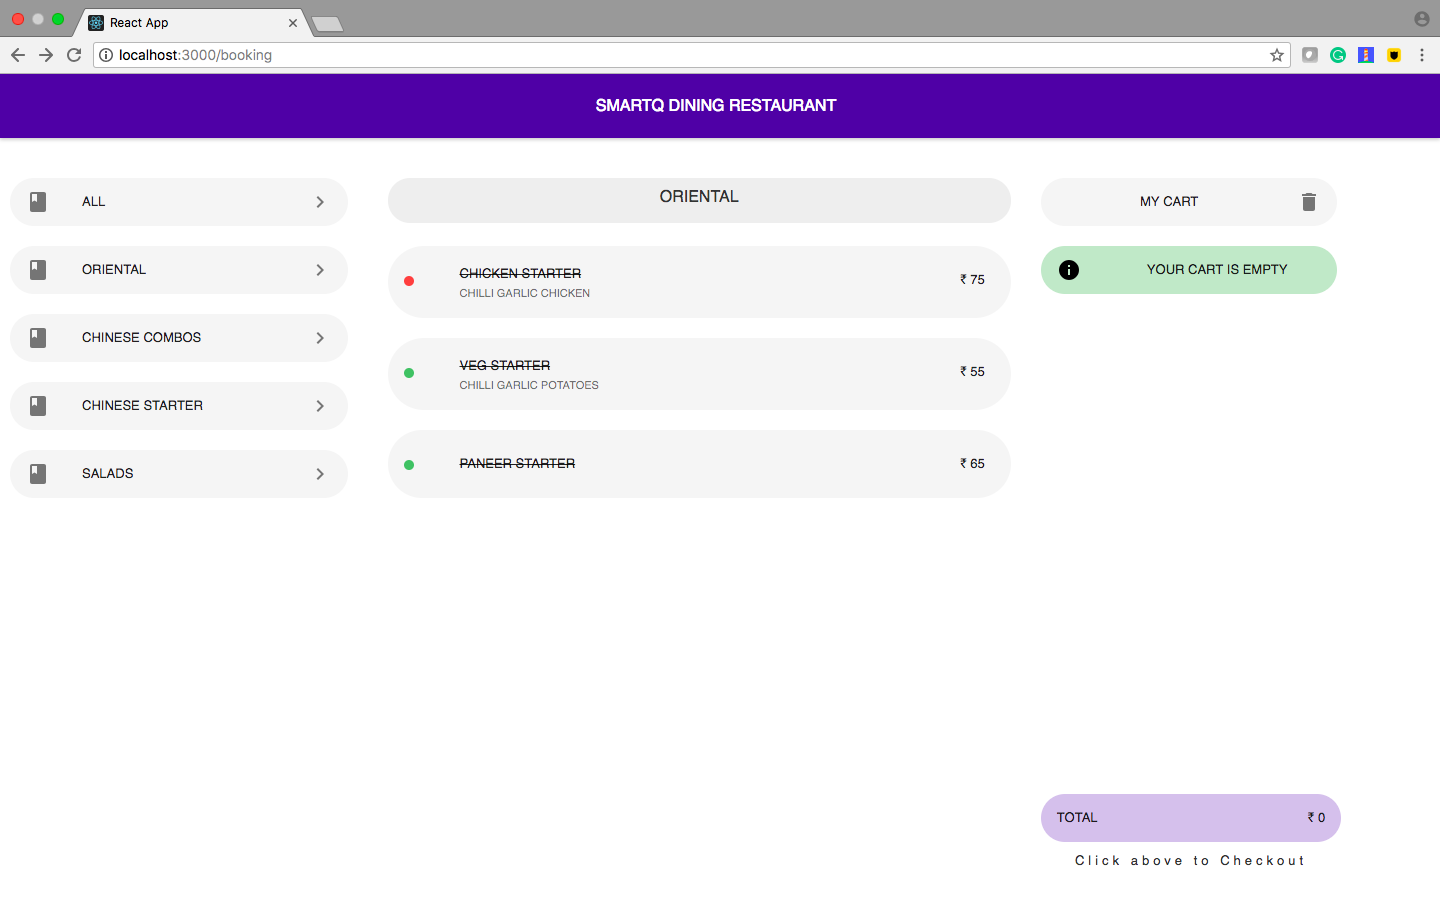 React App
localhost:3000/booking
SMARTQ DINING RESTAURANT
ALL
ORIENTAL
CHINESE COMBOS
CHINESE STARTER
SALADS
ORIENTAL
CHICKEN STARTER
CHILLI GARLIC CHICKEN
₹ 75
VEG STARTER
CHILLI GARLIC POTATOES
₹ 55
PANEER STARTER
₹ 65
MY CART
YOUR CART IS EMPTY
TOTAL ₹ 0
Click above to Checkout